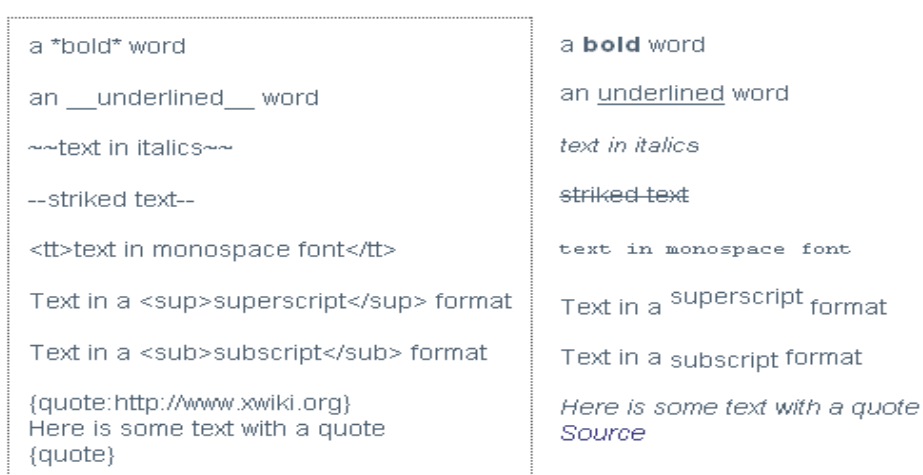 a *bold* word
an __underlined__ word
~~text in italics~~
--striked text--
<tt>text in monospace font</tt>
Text in a <sup>superscript</sup> format
Text in a <sub>subscript</sub> format
{quote:http://www.xwiki.org}
Here is some text with a quote
{quote}
a bold word
an underlined word
text in italics
striked text
text in monospace font
Text in a superscript format
Text in a subscript format
Here is some text with a quote
Source